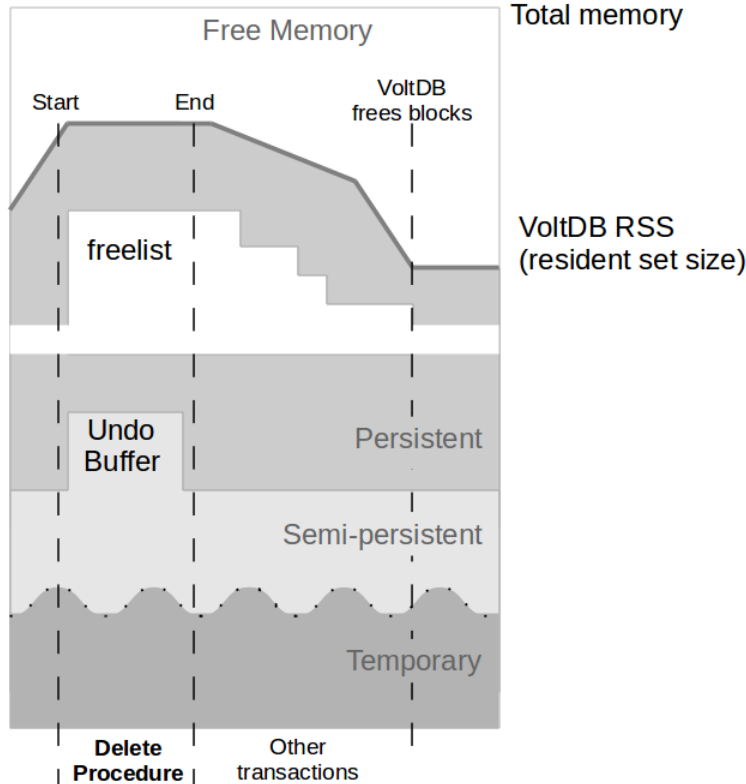 Total memory
Free Memory
Start
End
VoltDB
frees blocks
freelist
VoltDB RSS
(resident set size)
Undo
Buffer
Persistent
Semi-persistent
Temporary
Delete
Procedure
Other
transactions